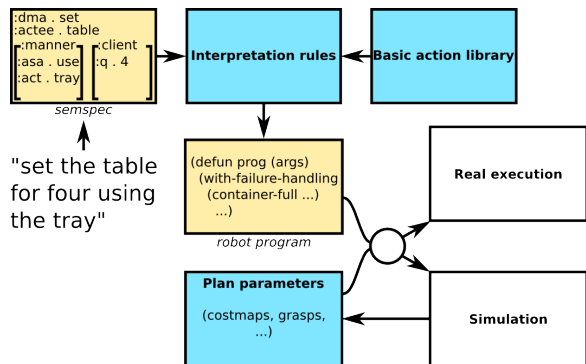 :dma . set
:actee . table
:manner :client
:asa . use :q . 4
:act . tray
semspec
Interpretation rules
Basic action library
"set the table
for four using
the tray"
(defun prog (args)
(with-failure-handling
(container-full ...)
...)
robot program
Real execution
Plan parameters
(costmaps, grasps,
...)
Simulation